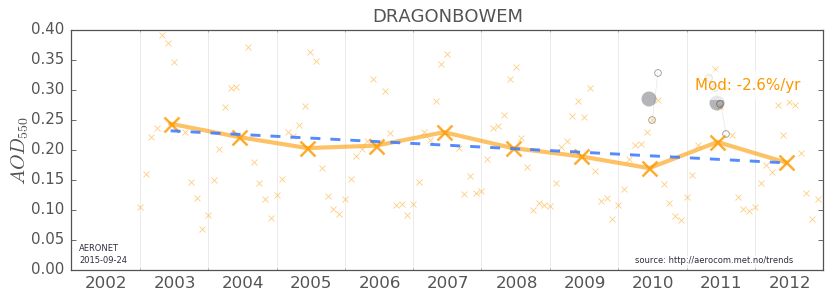 DRAGONBOWEM
0.40
0.35
0.30
0.25
0.20
0.15
0.10
0.05
0.00
AOD550
Mod: -2.6%/yr
AERONET
2015-09-24
source: http://aerocom.met.no/trends
2002 2003 2004 2005 2006 2007 2008 2009 2010 2011 2012